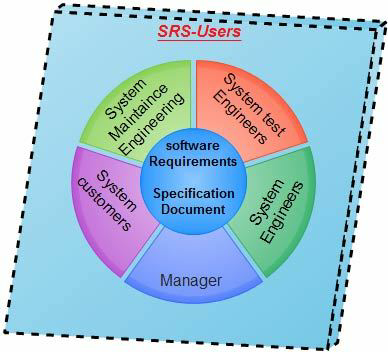 SRS-Users
System
Maintaince
Engineering
System test
Engineers
software
Requirements
Specification
Document
System
customers
System
Engineers
Manager